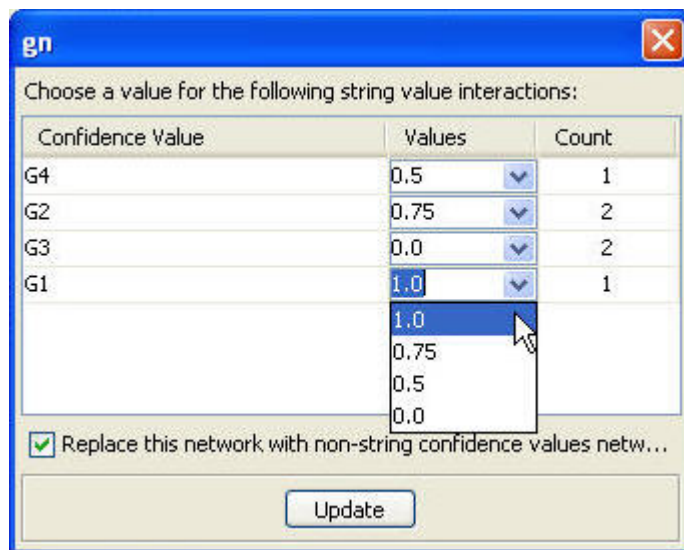 gn
Choose a value for the following string value interactions:
Confidence Value Values Count
G4 0.5 1
G2 0.75 2
G3 0.0 2
G1 1.0 1
1.0
0.75
0.5
0.0
Replace this network with non-string confidence values netw...
Update